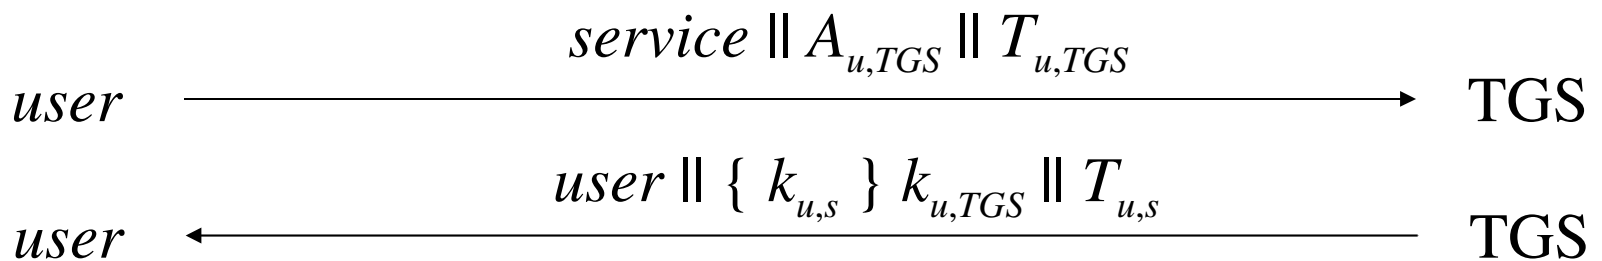 service || A_{u,TGS} || T_{u,TGS}
user TGS
user || { k_{u,s} } k_{u,TGS} || T_{u,s}
user TGS